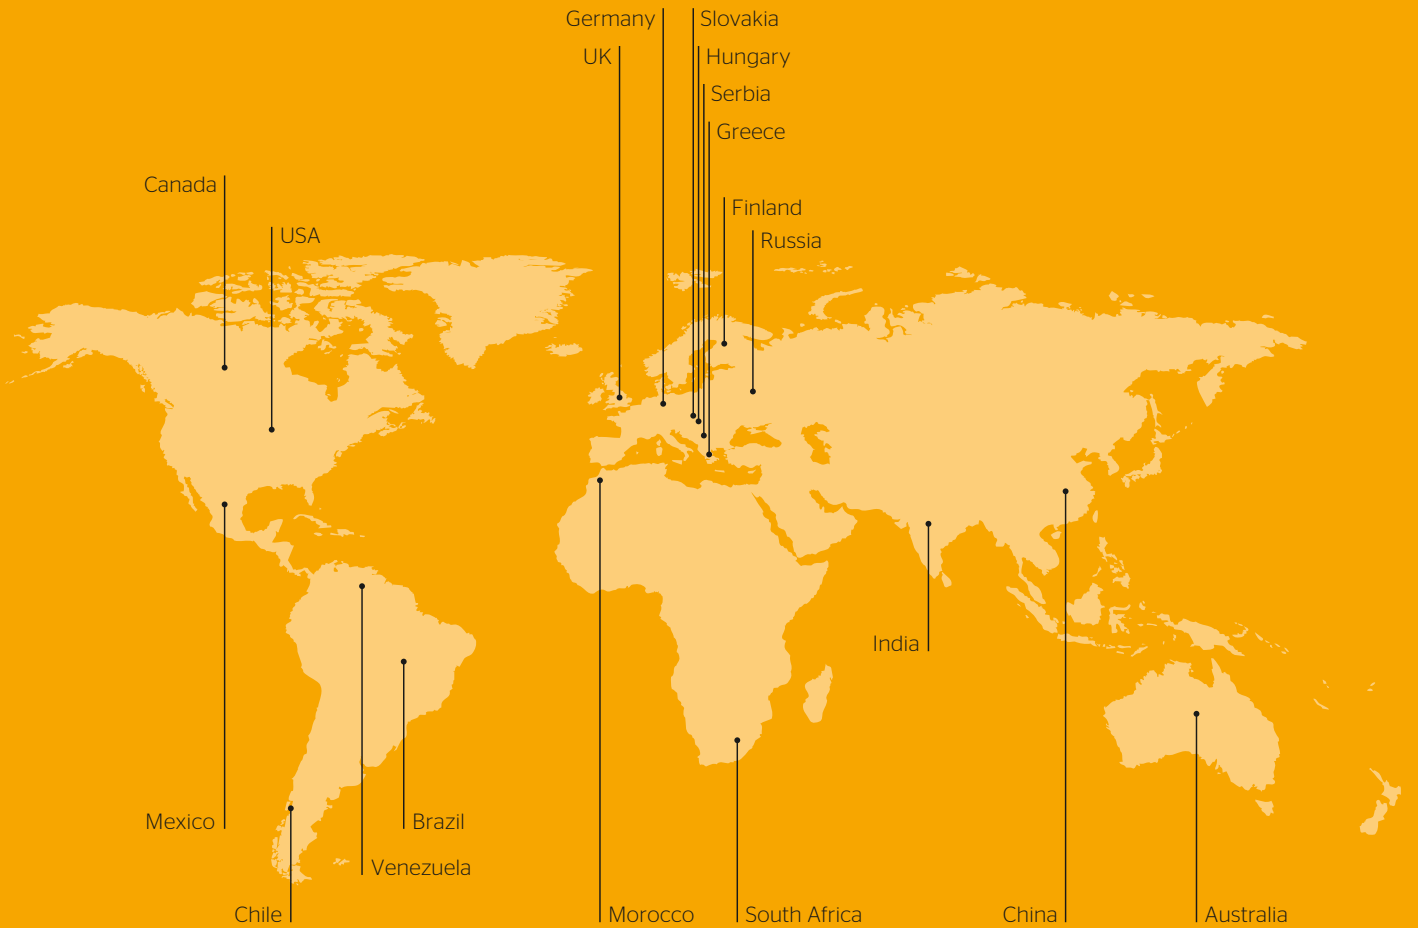 Germany
Slovakia
UK
Hungary
Serbia
Greece
Canada
Finland
USA
Russia
India
Mexico
Brazil
Venezuela
Chile
Morocco
South Africa
China
Australia